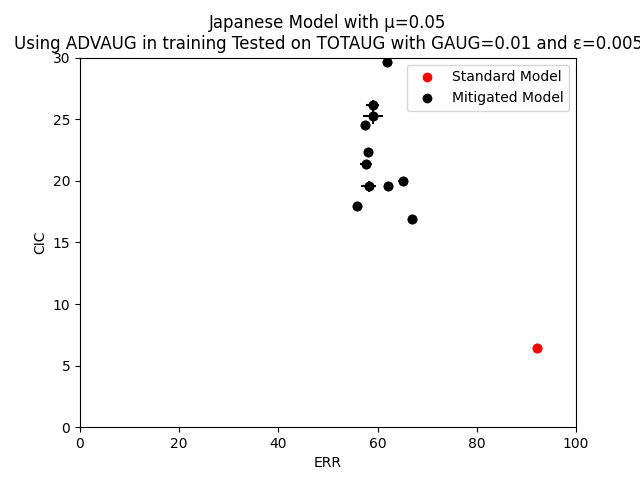 Japanese Model with μ=0.05
Using ADVAUG in training Tested on TOTAUG with GAUG=0.01 and ε=0.005
30
25
20
15
10
5
0
CIC
Standard Model
Mitigated Model
0 20 40 60 80 100
ERR